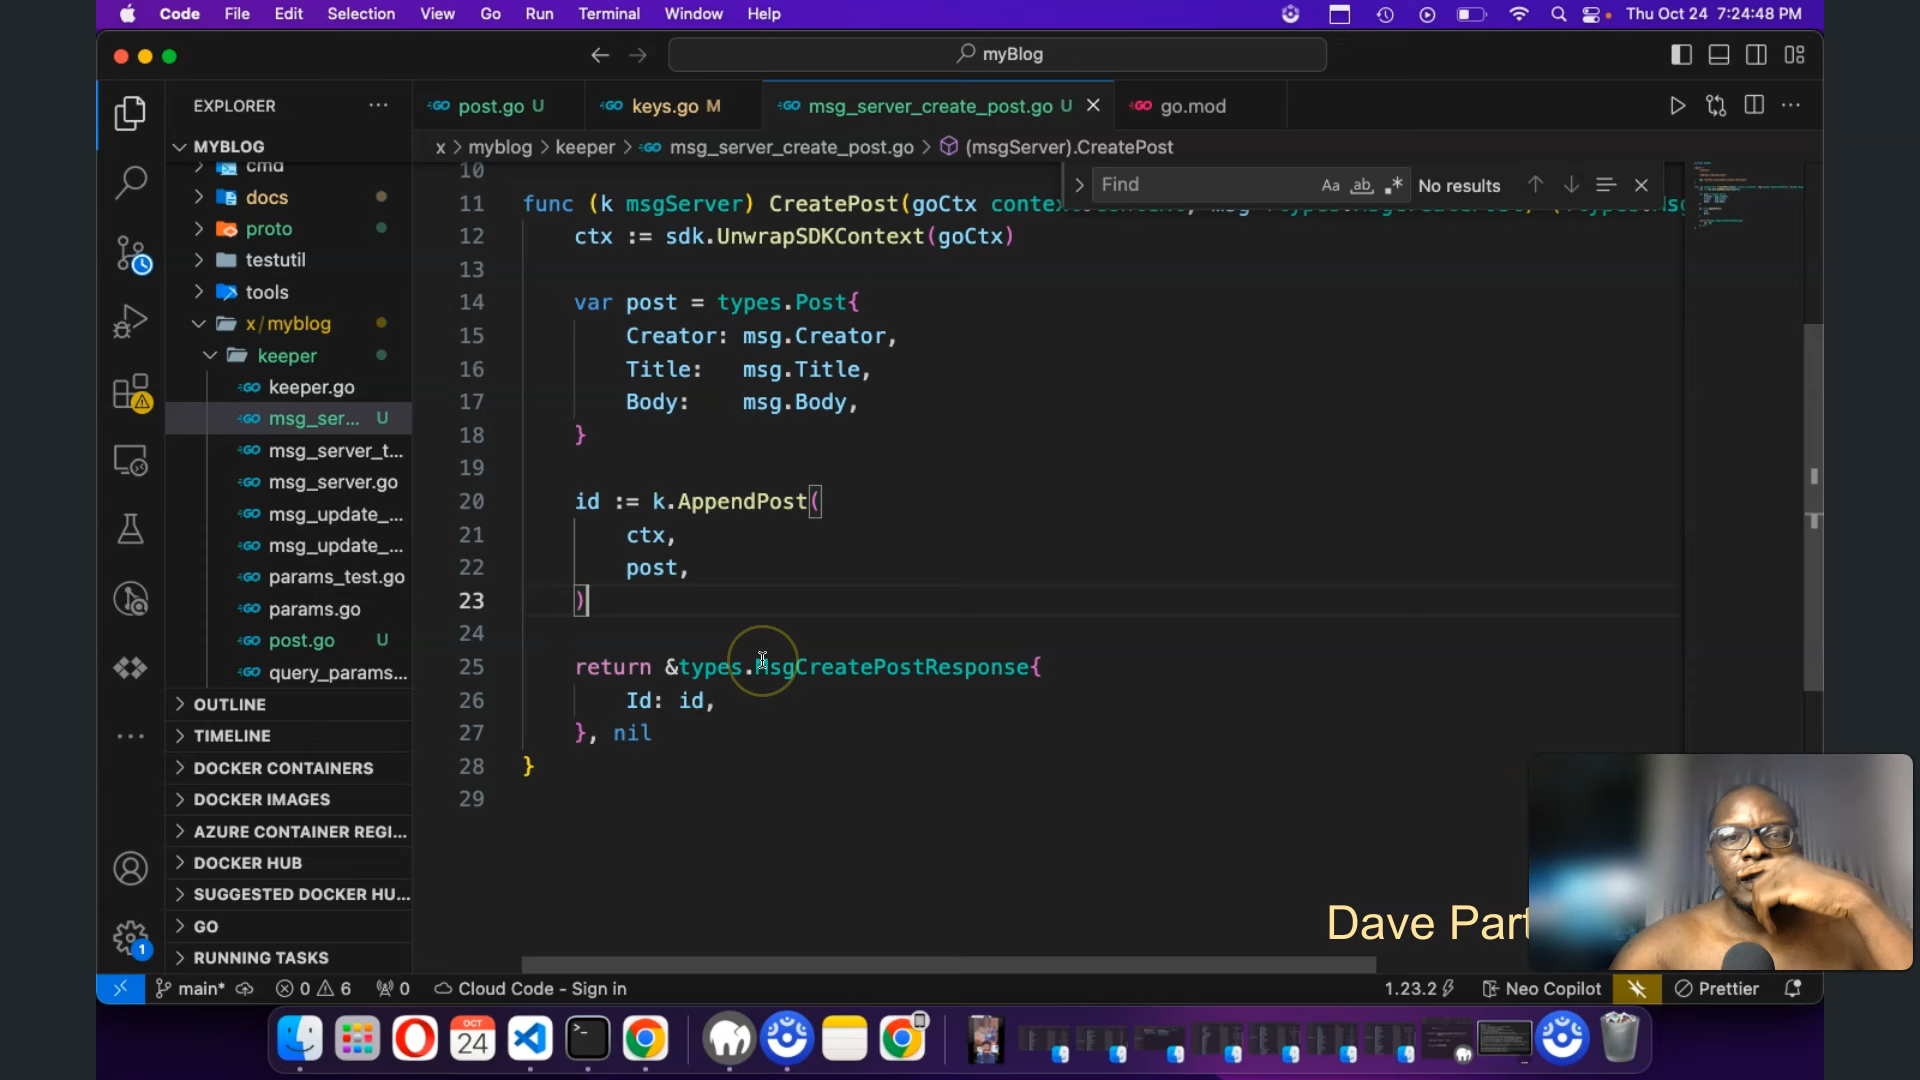 Code File Edit Selection View Go Run Terminal Window Help
Thu Oct 24 7:24:48 PM
myBlog
EXPLORER
post.go U
keys.go M
msg_server_create_post.go U
go.mod
x > myblog > keeper > msg_server_create_post.go > (msgServer).CreatePost
Find
Aa
ab
No results
MYBLOG
cmd
docs
proto
testutil
tools
x/myblog
keeper
keeper.go
msg_ser... U
msg_server_t...
msg_server.go
msg_update_...
msg_update_...
params_test.go
params.go
post.go U
query_params...
OUTLINE
TIMELINE
DOCKER CONTAINERS
DOCKER IMAGES
AZURE CONTAINER REGI...
DOCKER HUB
SUGGESTED DOCKER HU...
GO
RUNNING TASKS
10
11 func (k msgServer) CreatePost(goCtx
12 ctx := sdk.UnwrapSDKContext(goCtx)
13
14 var post = types.Post{
15 Creator: msg.Creator,
16 Title: msg.Title,
17 Body: msg.Body,
18 }
19
20 id := k.AppendPost(
21 ctx,
22 post,
23 )
24
25 return &types.MsgCreatePostResponse{
26 Id: id,
27 }, nil
28 }
29
Dave Part
1
main* 0 6 0 Cloud Code - Sign in
1.23.2 Neo Copilot Prettier
OCT
24